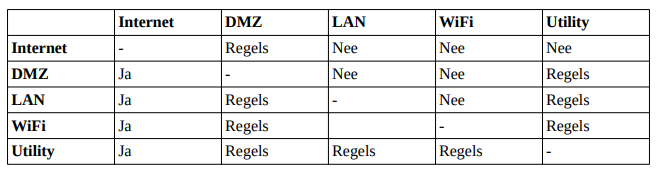 Internet DMZ LAN WiFi Utility
Internet - Regels Nee Nee Nee
DMZ Ja - Nee Nee Regels
LAN Ja Regels - Nee Regels
WiFi Ja Regels - Regels
Utility Ja Regels Regels Regels -